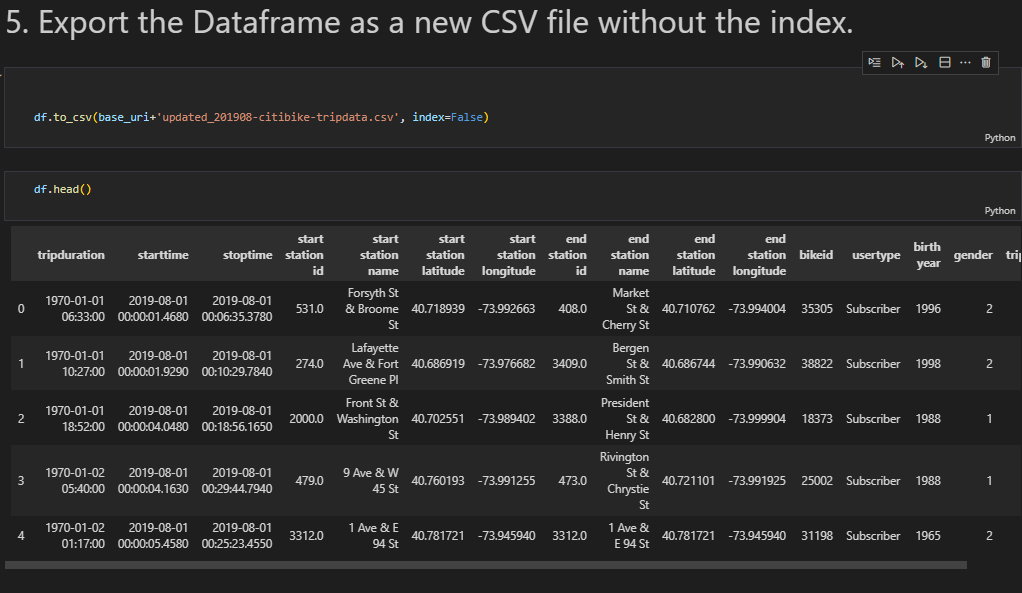 5. Export the Dataframe as a new CSV file without the index.
df.to_csv(base_uri+'updated_201908-citibike-tripdata.csv', index=False)
Python
df.head()
Python
tripduration starttime stoptime start station id start station name start station latitude start station longitude end station id end station name end station latitude end station longitude bikeid usertype birth year gender trip
0 1970-01-01 06:33:00 2019-08-01 00:00:01.4680 2019-08-01 00:06:35.3780 531.0 Forsyth St & Broome St 40.718939 -73.992663 408.0 Market St & Cherry St 40.710762 -73.994004 35305 Subscriber 1996 2
1 1970-01-01 10:27:00 2019-08-01 00:00:01.9290 2019-08-01 00:10:29.7840 274.0 Lafayette Ave & Fort Greene Pl 40.686919 -73.976682 3409.0 Bergen St & Smith St 40.686744 -73.990632 38822 Subscriber 1998 2
2 1970-01-01 18:52:00 2019-08-01 00:00:04.0480 2019-08-01 00:18:56.1650 2000.0 Front St & Washington St 40.702551 -73.989402 3388.0 President St & Henry St 40.682800 -73.999904 18373 Subscriber 1988 1
3 1970-01-02 05:40:00 2019-08-01 00:00:04.1630 2019-08-01 00:29:44.7940 479.0 9 Ave & W 45 St 40.760193 -73.991255 473.0 Rivington St & Chrystie St 40.721101 -73.991925 25002 Subscriber 1988 1
4 1970-01-02 01:17:00 2019-08-01 00:00:05.4580 2019-08-01 00:25:23.4550 3312.0 1 Ave & E 94 St 40.781721 -73.945940 3312.0 1 Ave & E 94 St 40.781721 -73.945940 31198 Subscriber 1965 2